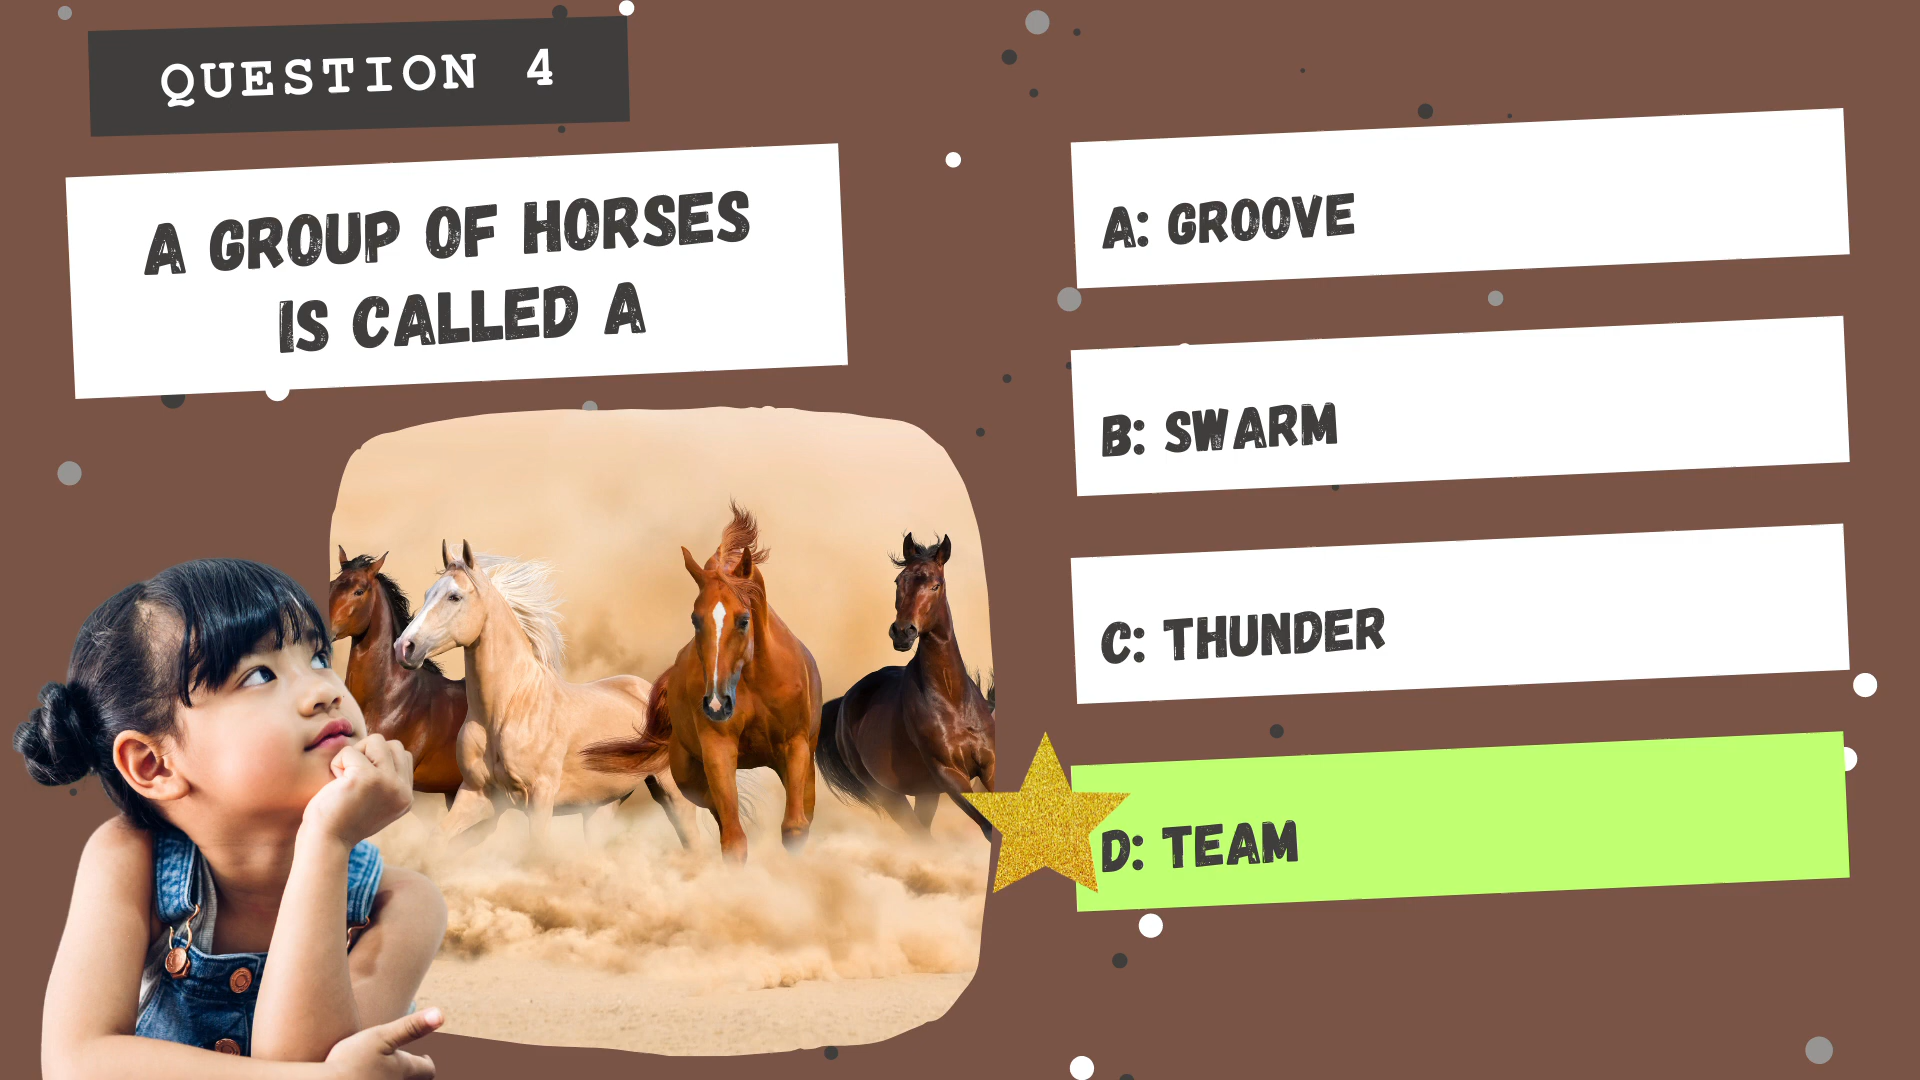 QUESTION 4
A GROUP OF HORSES
IS CALLED A
A: GROOVE
B: SWARM
C: THUNDER
D: TEAM